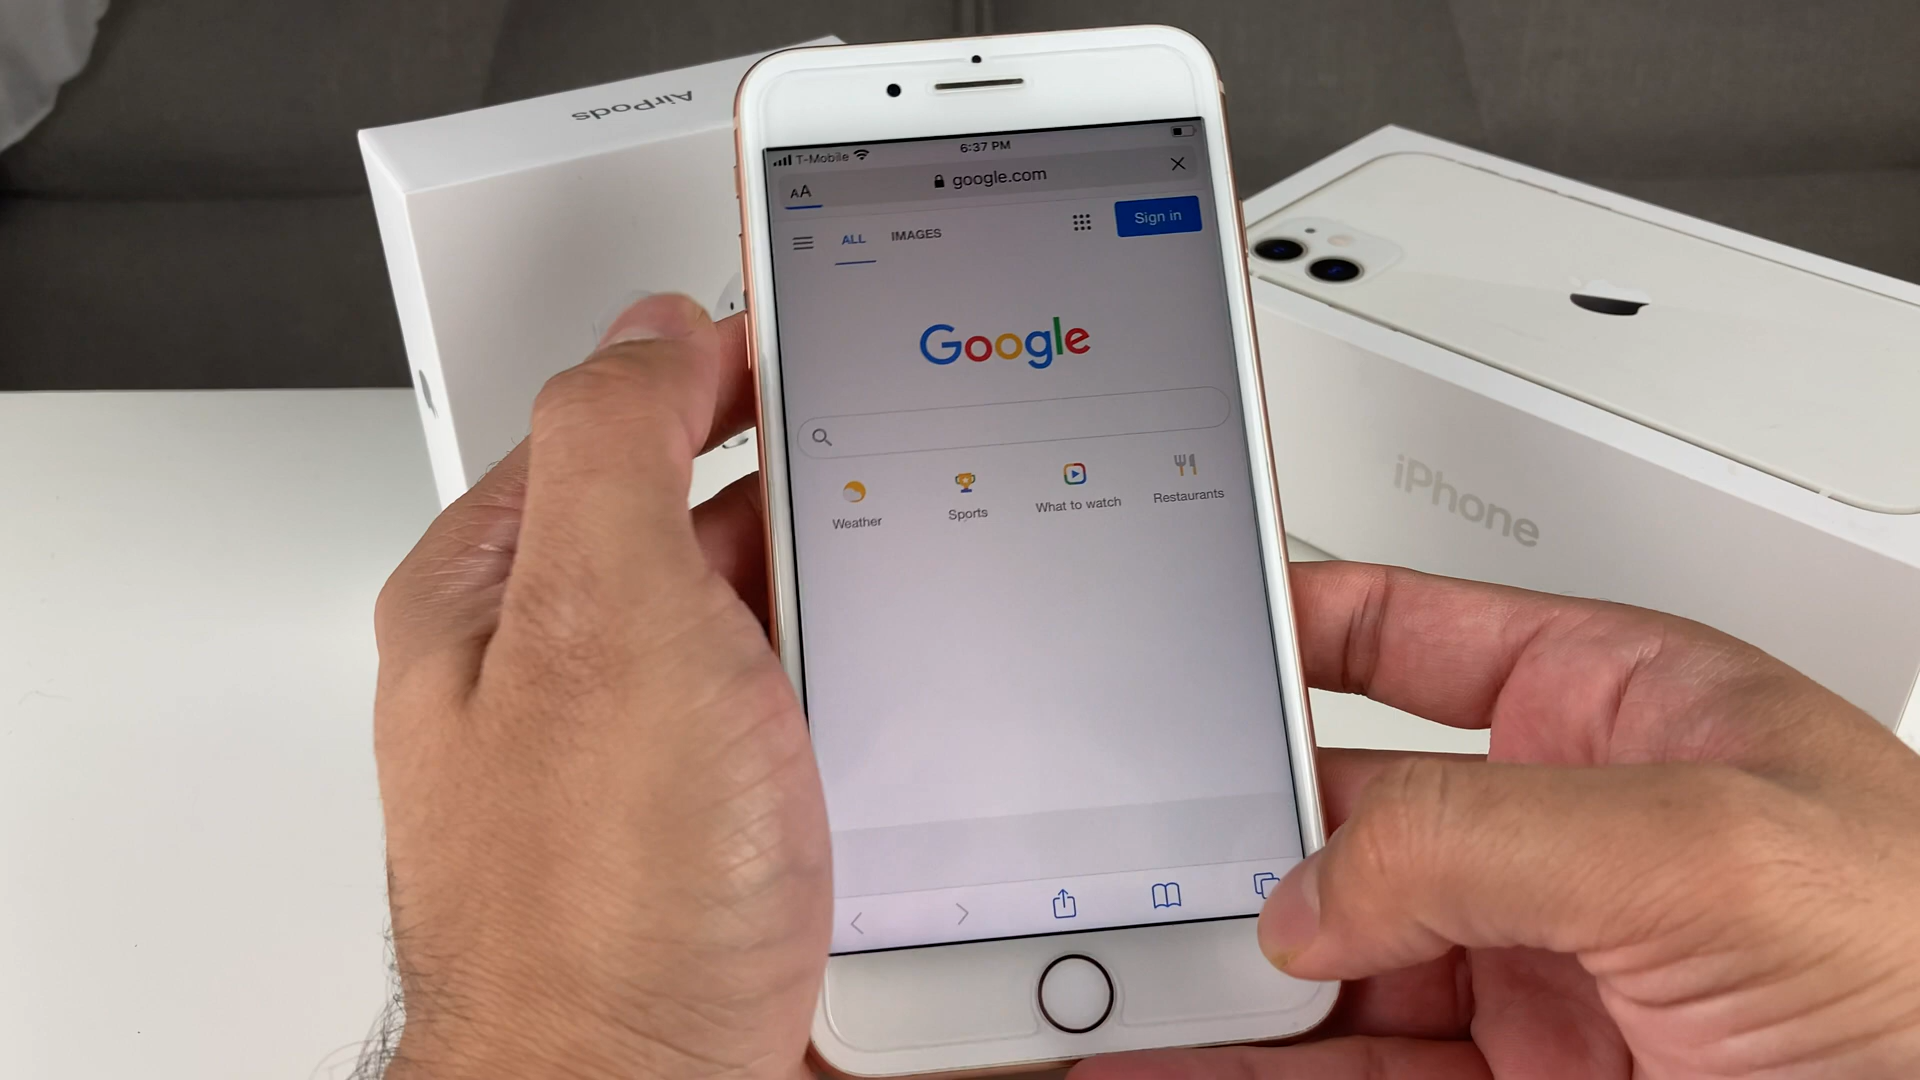 AirPods
T-Mobile
6:37 PM
AA
google.com
Sign in
ALL IMAGES
Google
Weather
Sports
What to watch
Restaurants
iPhone